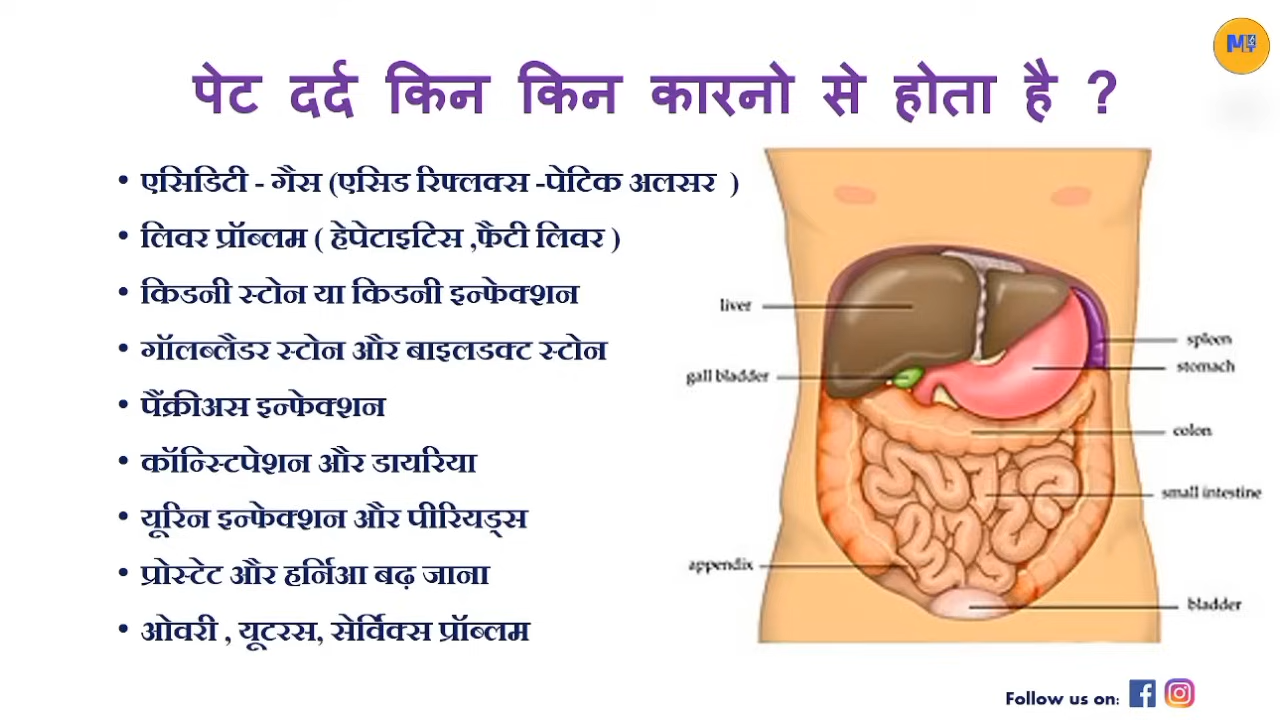 पेट दर्द किन किन कारनो से होता है ?
• एसिडिटी - गैस (एसिड रिफ्लक्स -पेटिक अलसर )
• लिवर प्रॉब्लम ( हेपेटाइटिस ,फैटी लिवर )
• किडनी स्टोन या किडनी इन्फेक्शन
• गॉलब्लैडर स्टोन और बाइलडक्ट स्टोन
• पैंक्रीअस इन्फेक्शन
• कॉन्स्टिपेशन और डायरिया
• यूरिन इन्फेक्शन और पीरियड्स
• प्रोस्टेट और हर्निआ बढ़ जाना
• ओवरी , यूटरस, सेर्विक्स प्रॉब्लम
liver
gall bladder
appendix
spleen
stomach
colon
small intestine
bladder
Follow us on: